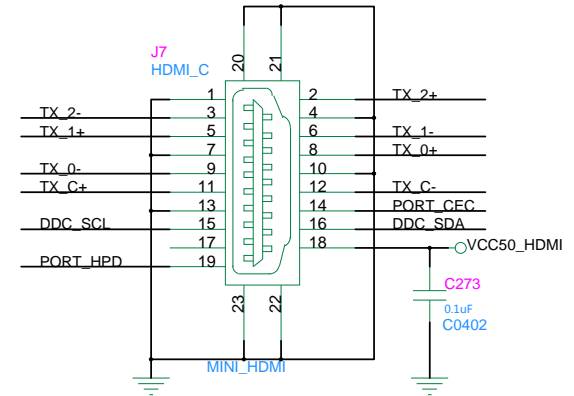 20 21
J7
HDMI_C
1 2 TX_2+
TX_2- 3 4
TX_1+ 5 6 TX_1-
7 8 TX_0+
TX_0- 9 10
TX_C+ 11 12 TX_C-
13 14 PORT_CEC
DDC_SCL 15 16 DDC_SDA
17 18 VCC50_HDMI
PORT_HPD 19
C273
0.1uF
C0402
23 22
MINI_HDMI